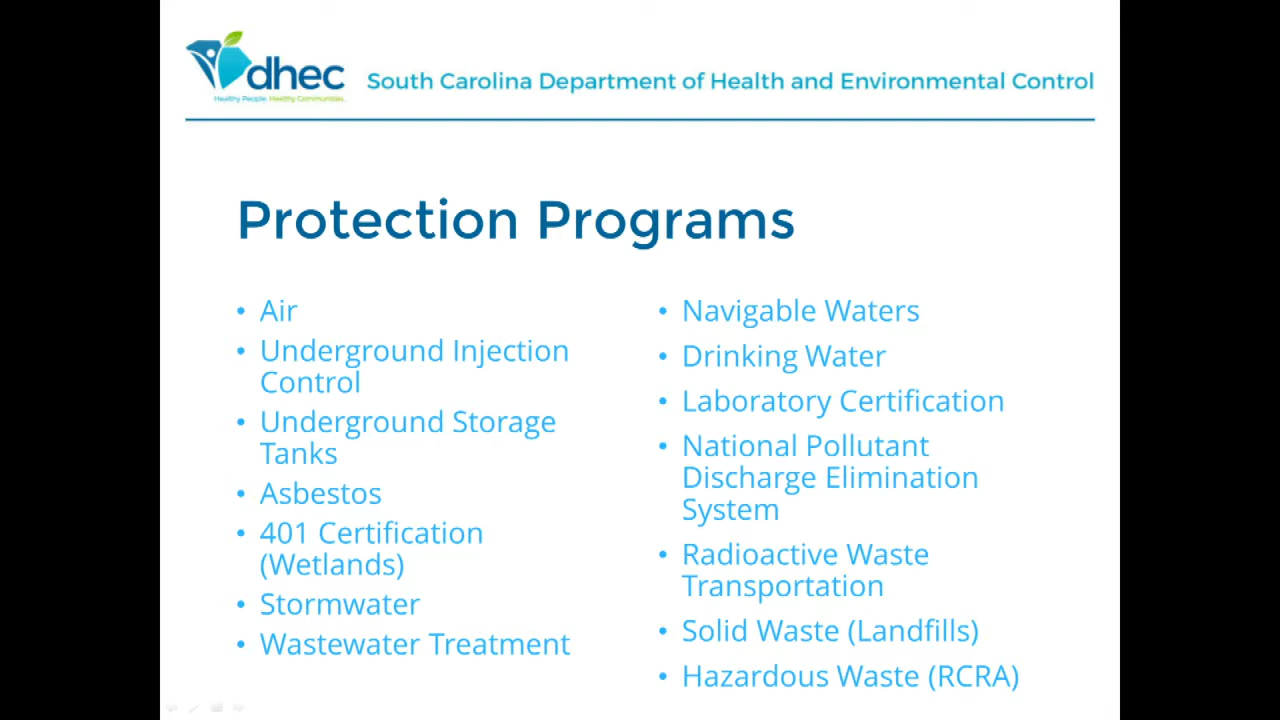 dhec
Healthy People. Healthy Communities.
South Carolina Department of Health and Environmental Control
Protection Programs
• Air
• Underground Injection
Control
• Underground Storage
Tanks
• Asbestos
• 401 Certification
(Wetlands)
• Stormwater
• Wastewater Treatment
• Navigable Waters
• Drinking Water
• Laboratory Certification
• National Pollutant
Discharge Elimination
System
• Radioactive Waste
Transportation
• Solid Waste (Landfills)
• Hazardous Waste (RCRA)